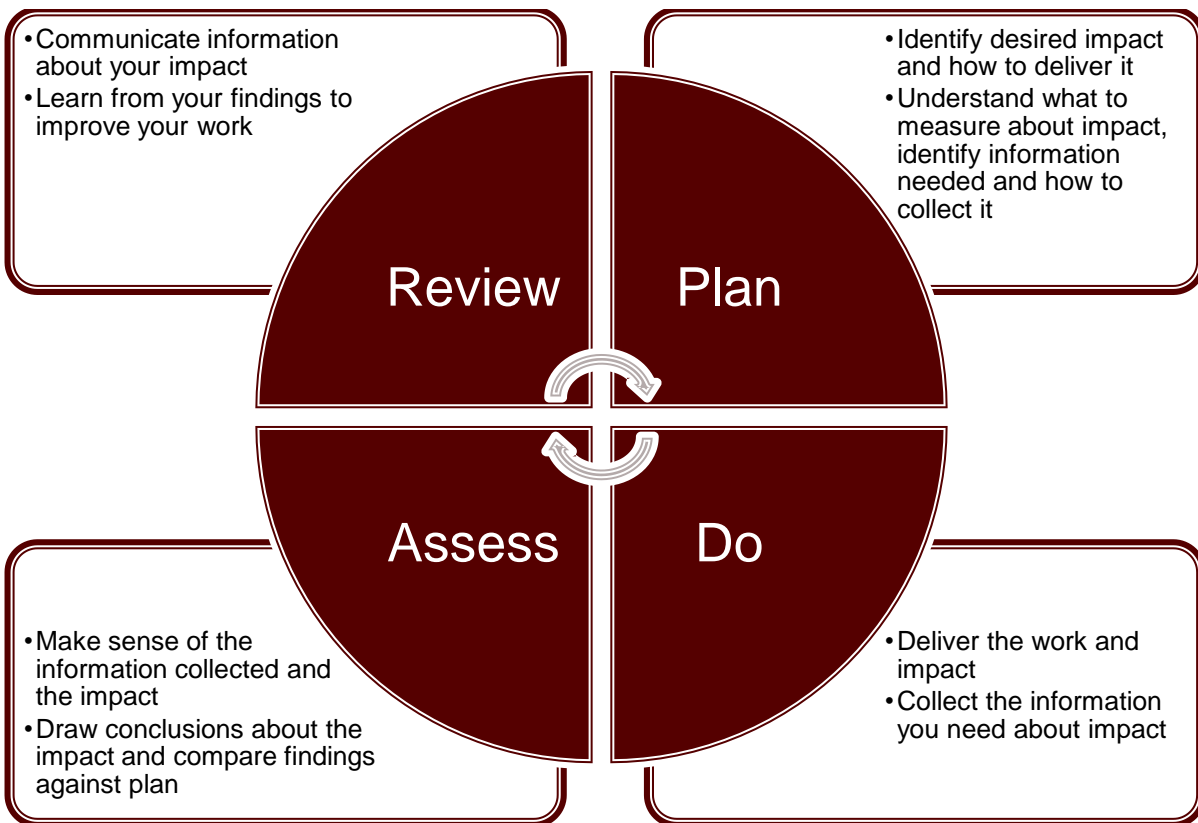 •Communicate information
about your impact
•Learn from your findings to
improve your work
•Identify desired impact
and how to deliver it
•Understand what to
measure about impact,
identify information
needed and how to
collect it
Review
Plan
Assess
Do
•Make sense of the
information collected and
the impact
•Draw conclusions about the
impact and compare findings
against plan
•Deliver the work and
impact
•Collect the information
you need about impact